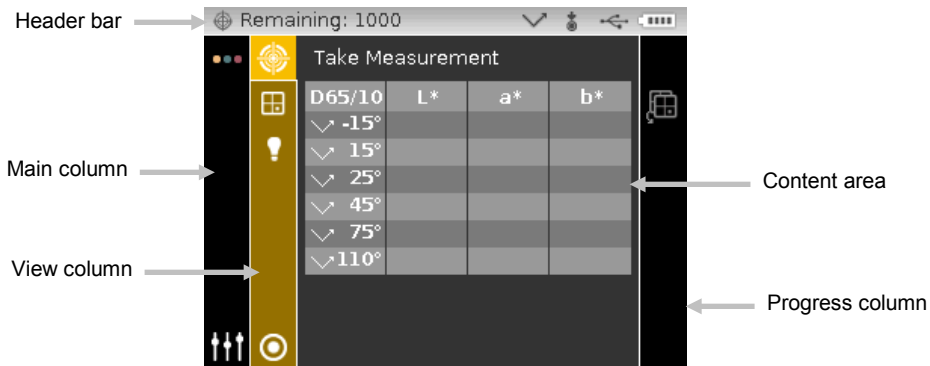 Header bar
Remaining: 1000
Take Measurement
D65/10 L* a* b*
-15°
15°
Main column
25°
Content area
45°
75°
View column
110°
Progress column